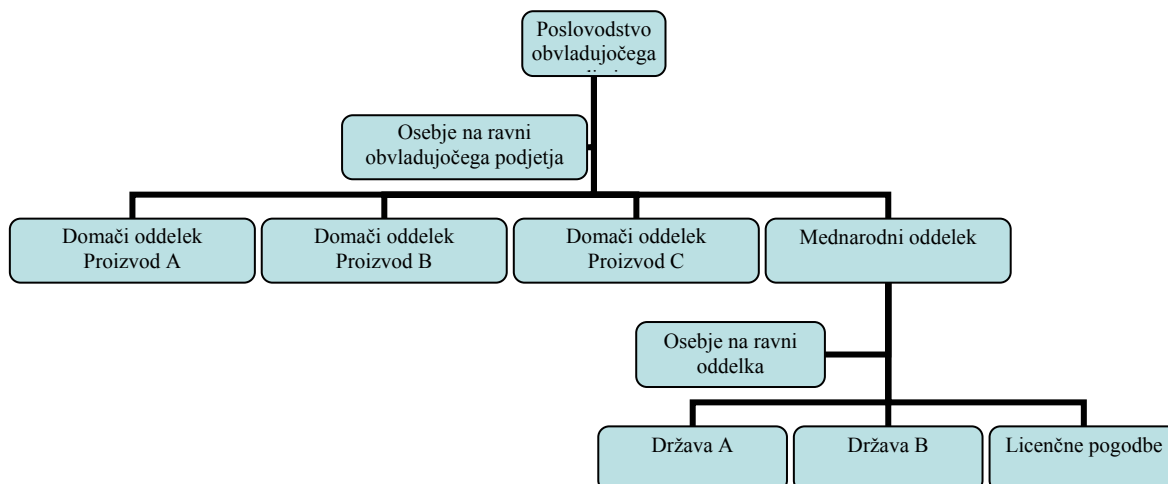 Poslovodstvo
obvladujočega
Osebje na ravni
obvladujočega podjetja
Domači oddelek
Proizvod A
Domači oddelek
Proizvod B
Domači oddelek
Proizvod C
Mednarodni oddelek
Osebje na ravni
oddelka
Država A
Država B
Licenčne pogodbe